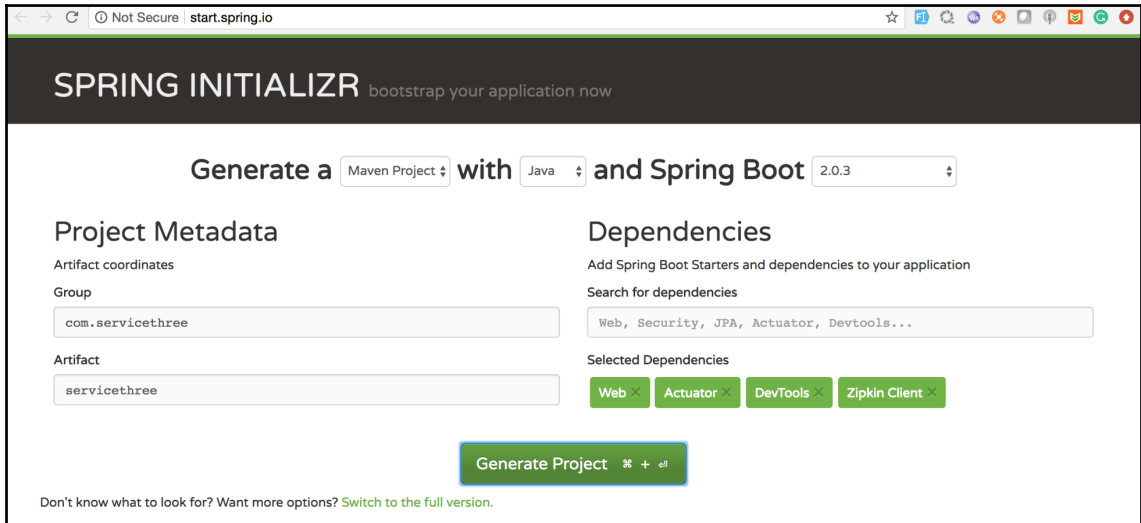 Not Secure | start.spring.io
SPRING INITIALIZR bootstrap your application now
Generate a Maven Project with Java and Spring Boot 2.0.3
Project Metadata
Artifact coordinates
Group
com.servicethree
Artifact
servicethree
Dependencies
Add Spring Boot Starters and dependencies to your application
Search for dependencies
Web, Security, JPA, Actuator, Devtools...
Selected Dependencies
Web × Actuator × DevTools × Zipkin Client ×
Generate Project ⌘ + ⏎
Don't know what to look for? Want more options? Switch to the full version.